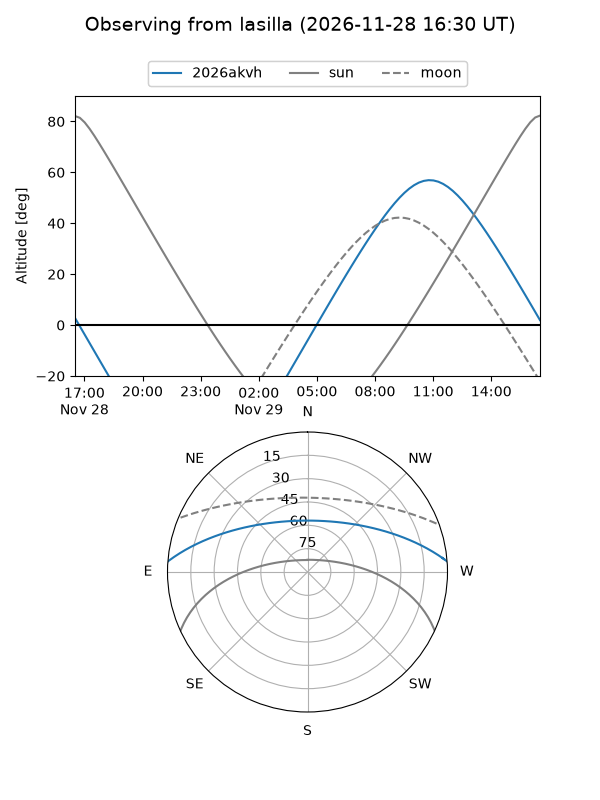 Observing from lasilla (2026-11-28 16:30 UT)
2026akvh sun moon
Altitude [deg]
80
60
40
20
0
−20
17:00 20:00 23:00 02:00 05:00 08:00 11:00 14:00
Nov 28 Nov 29
N
NE NW
15
30
45
60
75
E W
SE SW
S